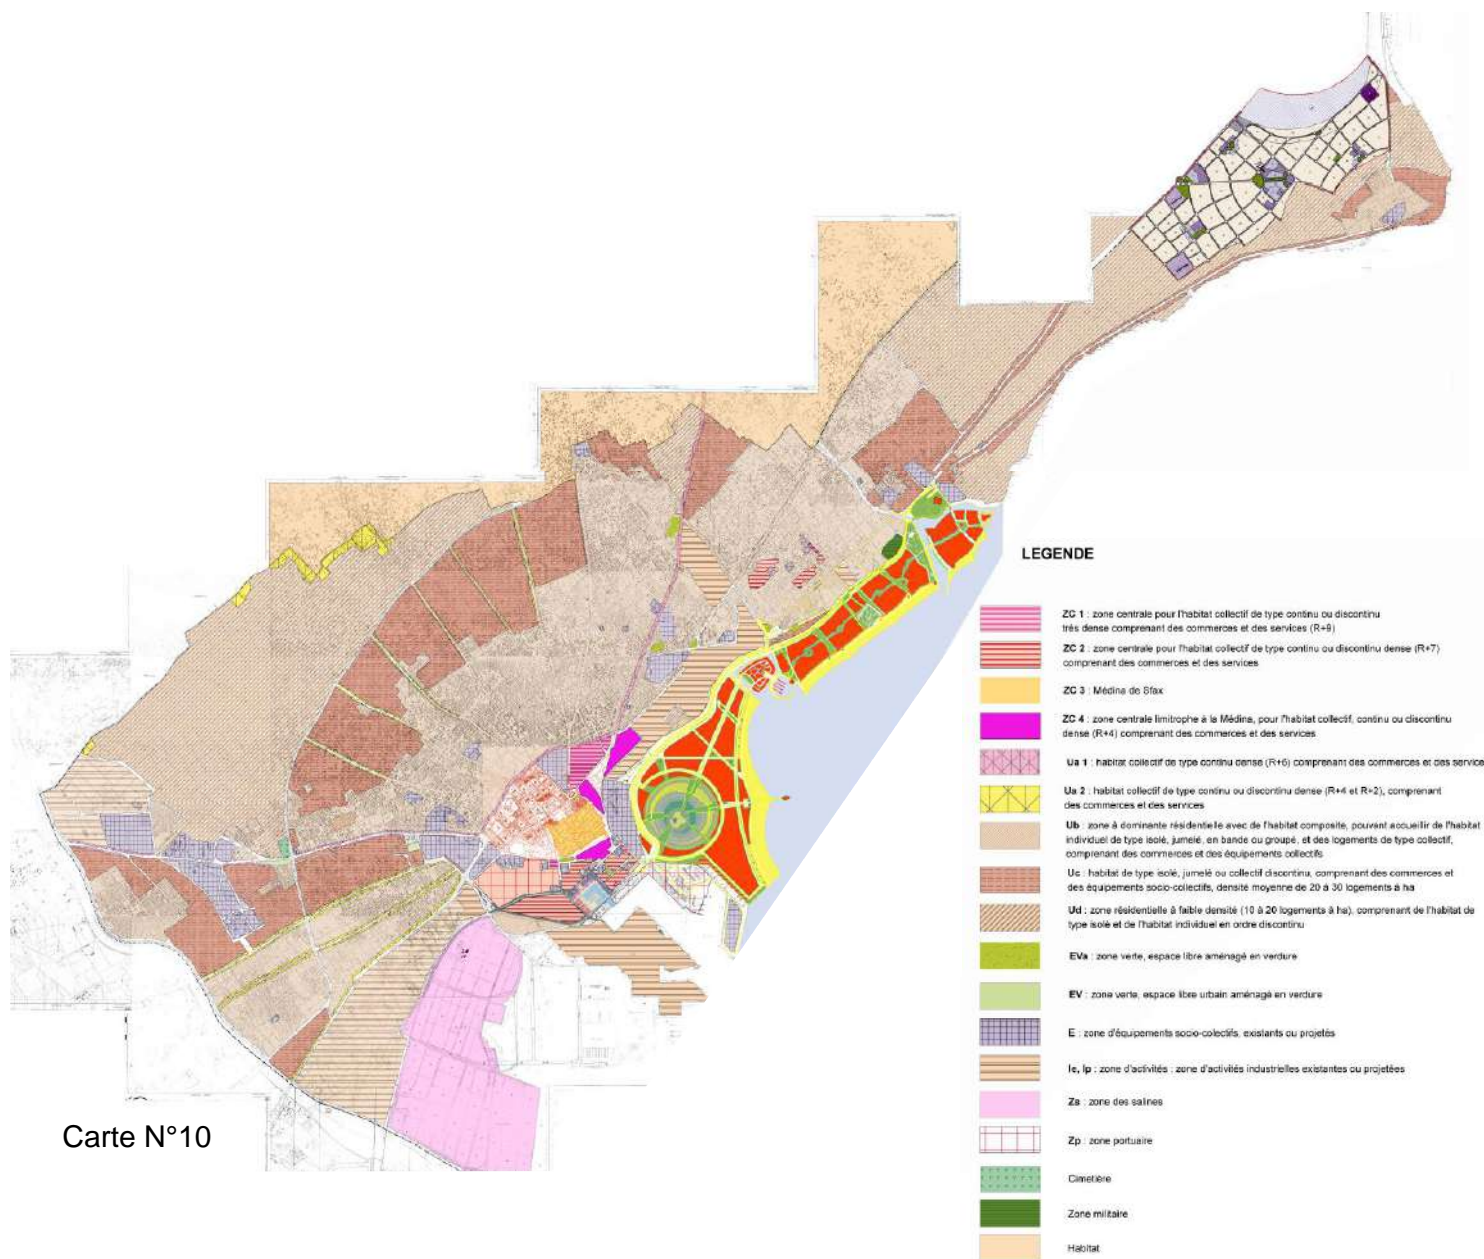 LEGENDE
ZC 1 : zone centrale pour l'habitat collectif de type continu ou discontinu
très dense comprenant des commerces et des services (R+9)
ZC 2 : zone centrale pour l'habitat collectif de type continu ou discontinu dense (R+7)
comprenant des commerces et des services
ZC 3 : Médina de Sfax
ZC 4 : zone centrale limitrophe à la Médina, pour l'habitat collectif, continu ou discontinu
dense (R+4) comprenant des commerces et des services
Ua 1 : habitat collectif de type continu dense (R+6) comprenant des commerces et des service
Ua 2 : habitat collectif de type continu ou discontinu dense (R+4 et R+2), comprenant
des commerces et des services
Ub : zone à dominante résidentielle avec de l'habitat composite, pouvant accueillir de l'habitat
individuel de type isolé, jumelé, en bande ou groupé, et des logements de type collectif,
comprenant des commerces et des équipements collectifs
Uc : habitat de type isolé, jumelé ou collectif discontinu, comprenant des commerces et
des équipements socio-collectifs, densité moyenne de 20 à 30 logements à ha
Ud : zone résidentielle à faible densité (10 à 20 logements à ha), comprenant de l'habitat de
type isolé et de l'habitat individuel en ordre discontinu
EVa : zone verte, espace libre aménagé en verdure
EV : zone verte, espace libre urbain aménagé en verdure
E : zone d'équipements socio-colectifs, existants ou projetés
Ie, Ip : zone d'activités : zone d'activités industrielles existantes ou projetées
Zs : zone des salines
Zp : zone portuaire
Cimetière
Zone militaire
Habitat
Carte N°10